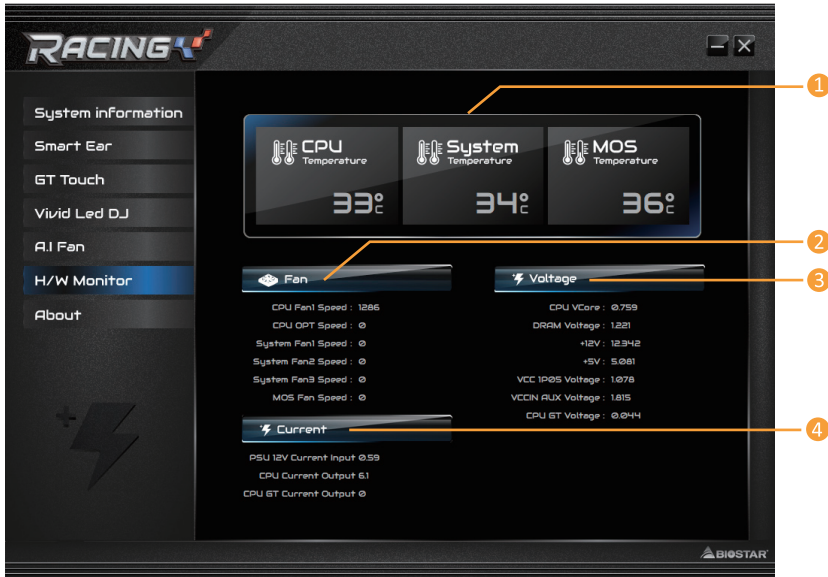 RACING
System information
Smart Ear
GT Touch
Vivid Led DJ
A.I Fan
H/W Monitor
About
1
CPU
Temperature
33°C
System
Temperature
34°C
MOS
Temperature
36°C
2
Fan
CPU Fan1 Speed : 1286
CPU OPT Speed : 0
System Fan1 Speed : 0
System Fan2 Speed : 0
System Fan3 Speed : 0
MOS Fan Speed : 0
3
Voltage
CPU VCore : 0.759
DRAM Voltage : 1.221
+12V : 12.342
+5V : 5.081
VCC 1P05 Voltage : 1.078
VCCIN AUX Voltage : 1.815
CPU GT Voltage : 0.044
4
Current
PSU 12V Current Input 0.59
CPU Current Output 6.1
CPU GT Current Output 0
BIOSTAR